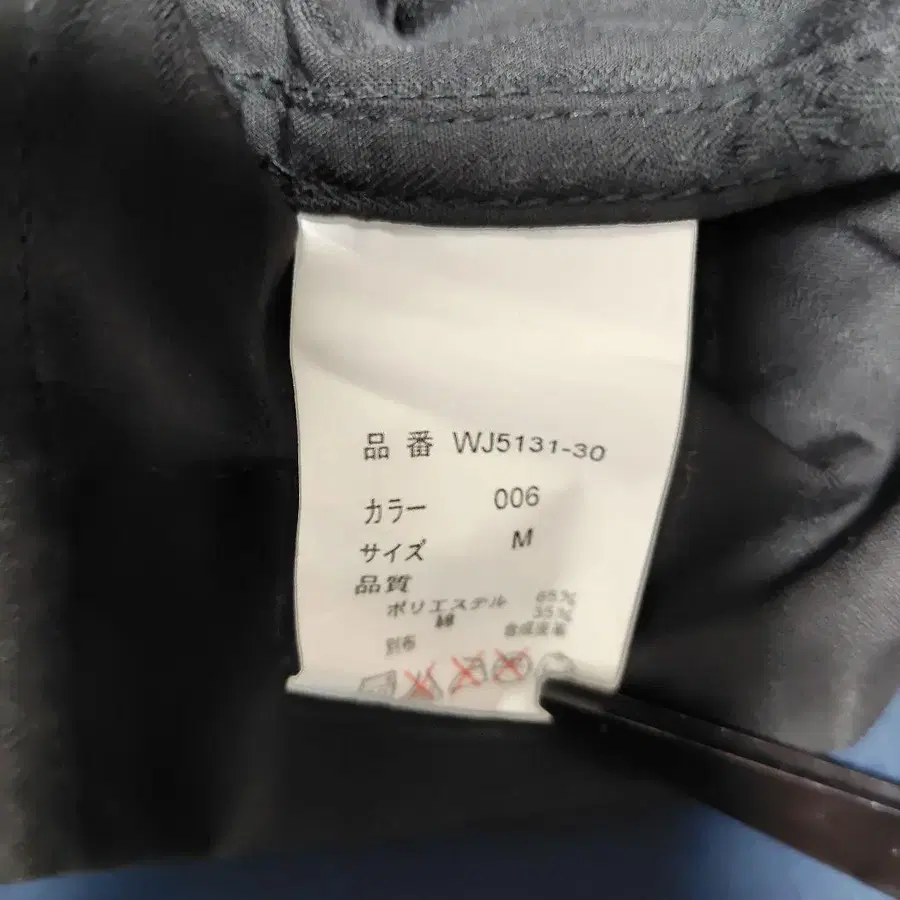 品番 WJ5131-30
カラー 006
サイズ M
品質
ポリエステル 65%
綿 35%
別布 合成皮革